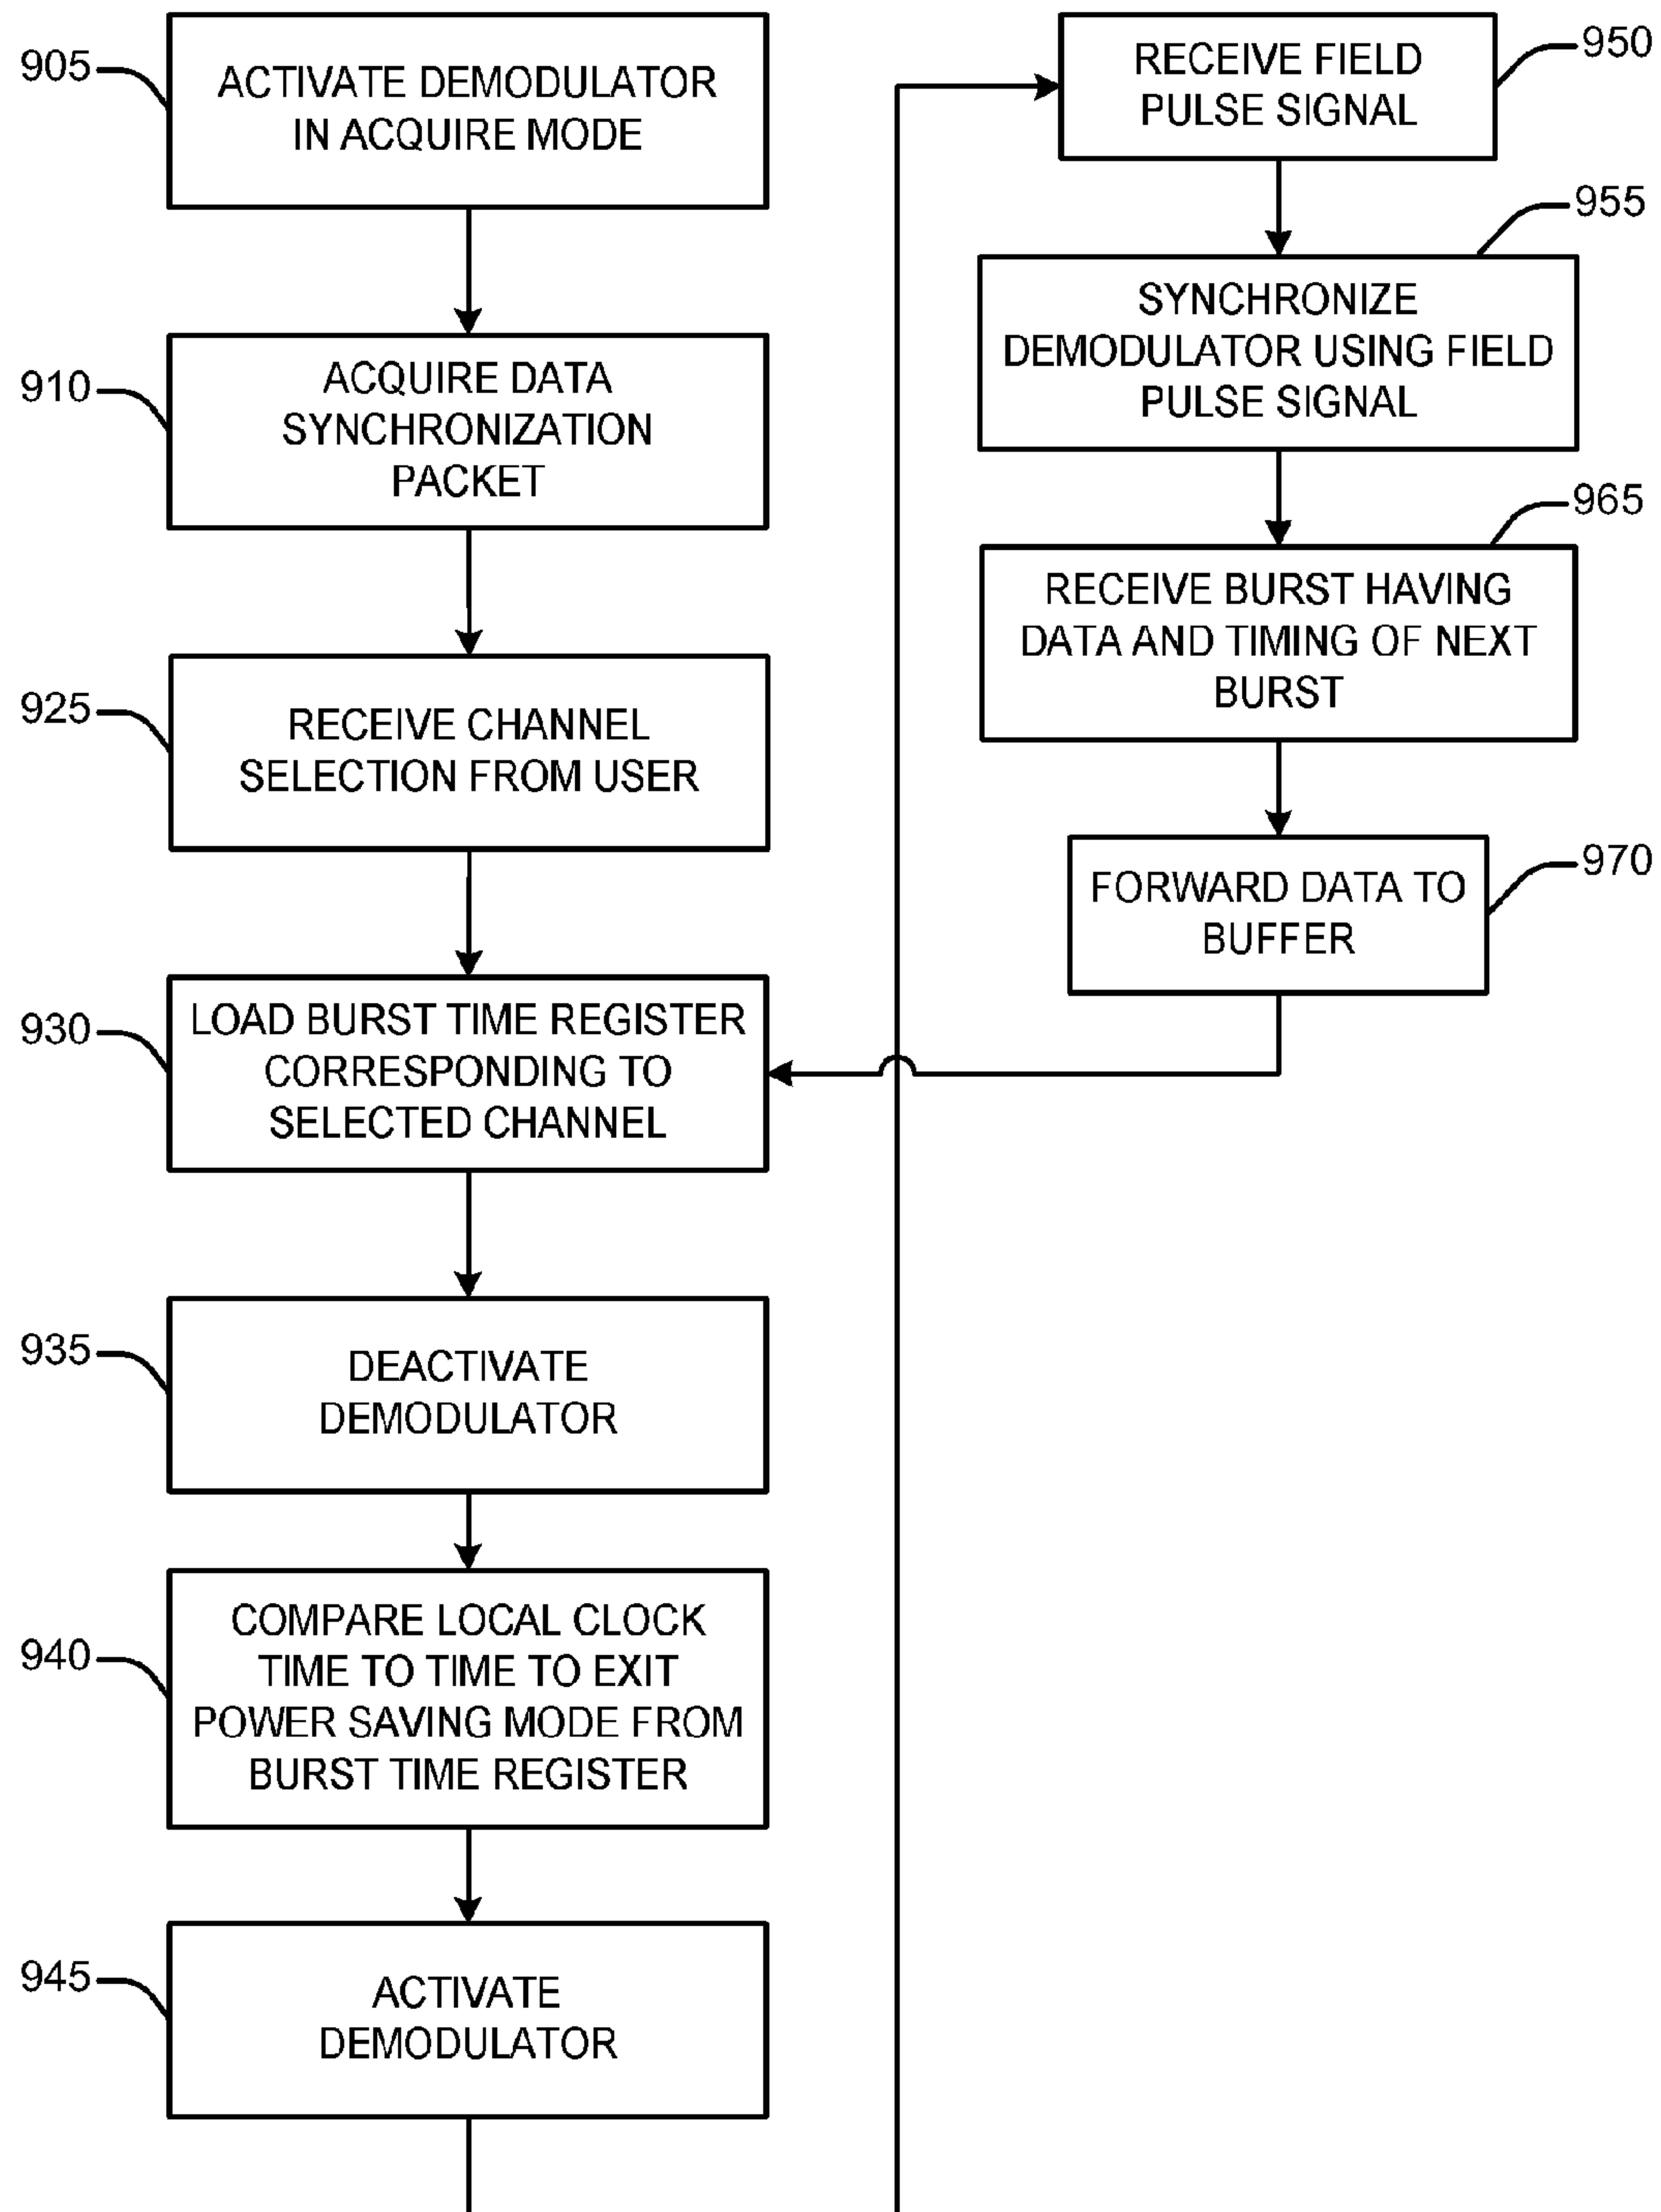 905
ACTIVATE DEMODULATOR
IN ACQUIRE MODE
910
ACQUIRE DATA
SYNCHRONIZATION
PACKET
925
RECEIVE CHANNEL
SELECTION FROM USER
930
LOAD BURST TIME REGISTER
CORRESPONDING TO
SELECTED CHANNEL
935
DEACTIVATE
DEMODULATOR
940
COMPARE LOCAL CLOCK
TIME TO TIME TO EXIT
POWER SAVING MODE FROM
BURST TIME REGISTER
945
ACTIVATE
DEMODULATOR
950
RECEIVE FIELD
PULSE SIGNAL
955
SYNCHRONIZE
DEMODULATOR USING FIELD
PULSE SIGNAL
965
RECEIVE BURST HAVING
DATA AND TIMING OF NEXT
BURST
970
FORWARD DATA TO
BUFFER